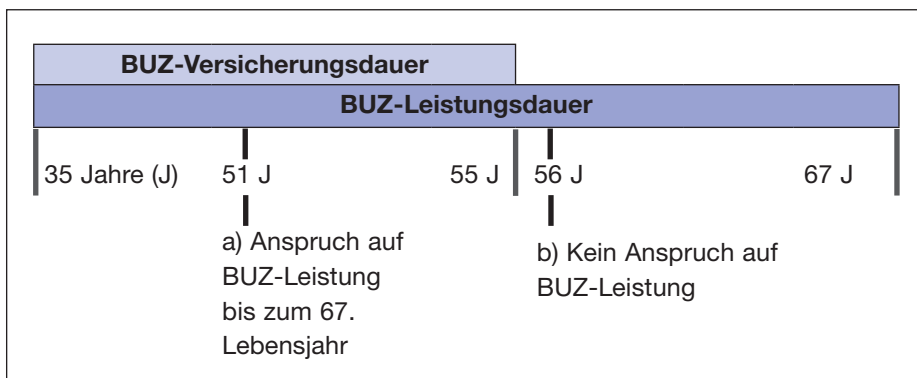 BUZ-Versicherungsdauer
BUZ-Leistungsdauer
35 Jahre (J) 51 J 55 J 56 J 67 J
a) Anspruch auf
BUZ-Leistung
bis zum 67.
Lebensjahr
b) Kein Anspruch auf
BUZ-Leistung